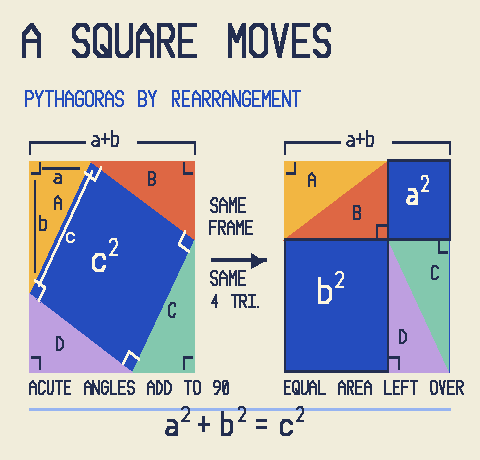 A SQUARE MOVES
PYTHAGORAS BY REARRANGEMENT
a+b
a
A
b
c
B
c²
C
D
SAME
FRAME
SAME
4 TRI.
a+b
A
B
a²
b²
C
D
ACUTE ANGLES ADD TO 90
EQUAL AREA LEFT OVER
a² + b² = c²